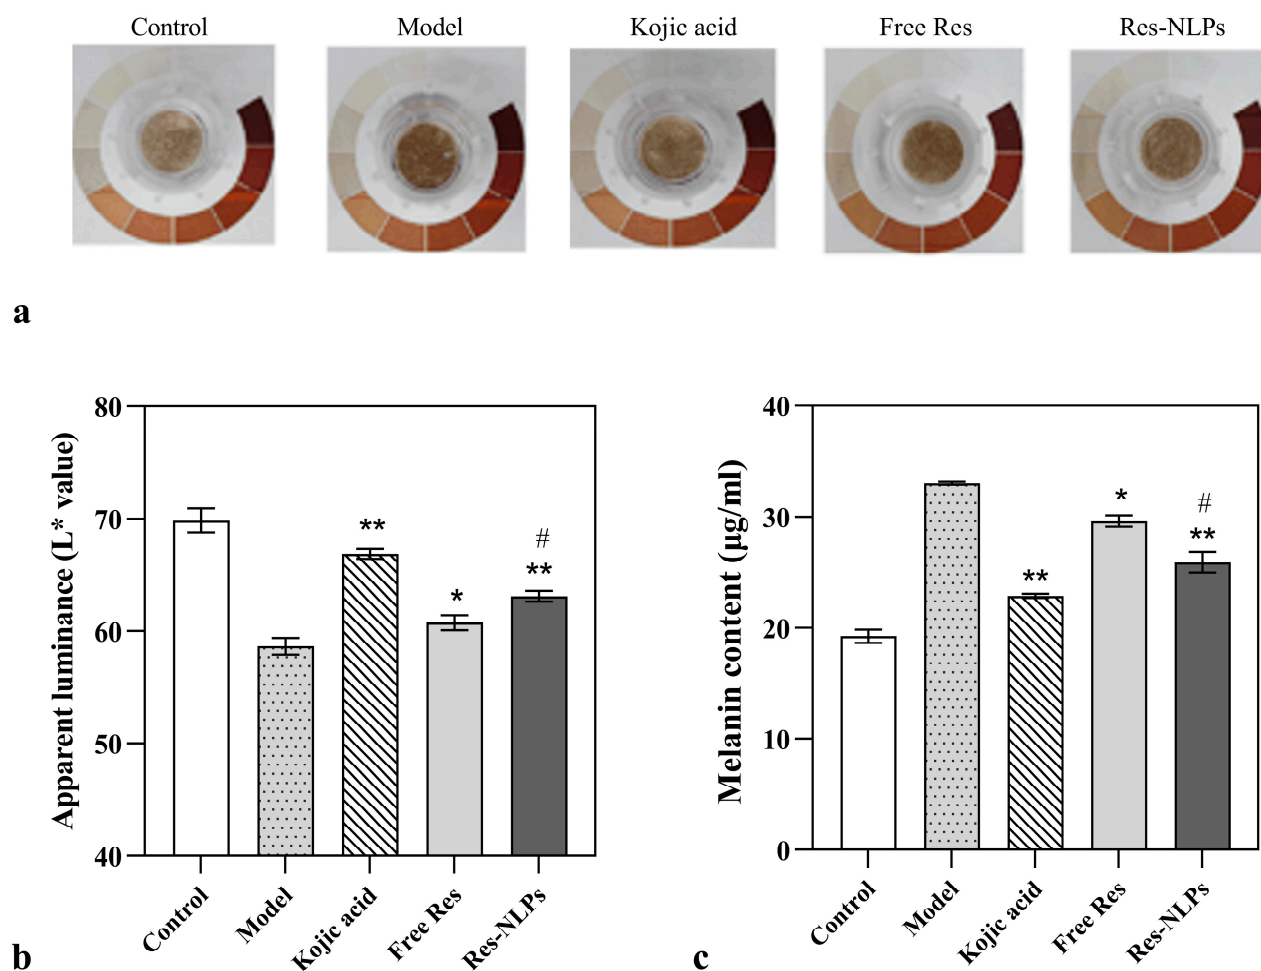 Control Model Kojic acid Free Res Res-NLPs
a
80
70
60
50
40
Apparent luminance (L* value)
**
*
#
**
Control Model Kojic acid Free Res Res-NLPs
b
40
30
20
10
0
Melanin content (μg/ml)
**
*
#
**
Control Model Kojic acid Free Res Res-NLPs
c